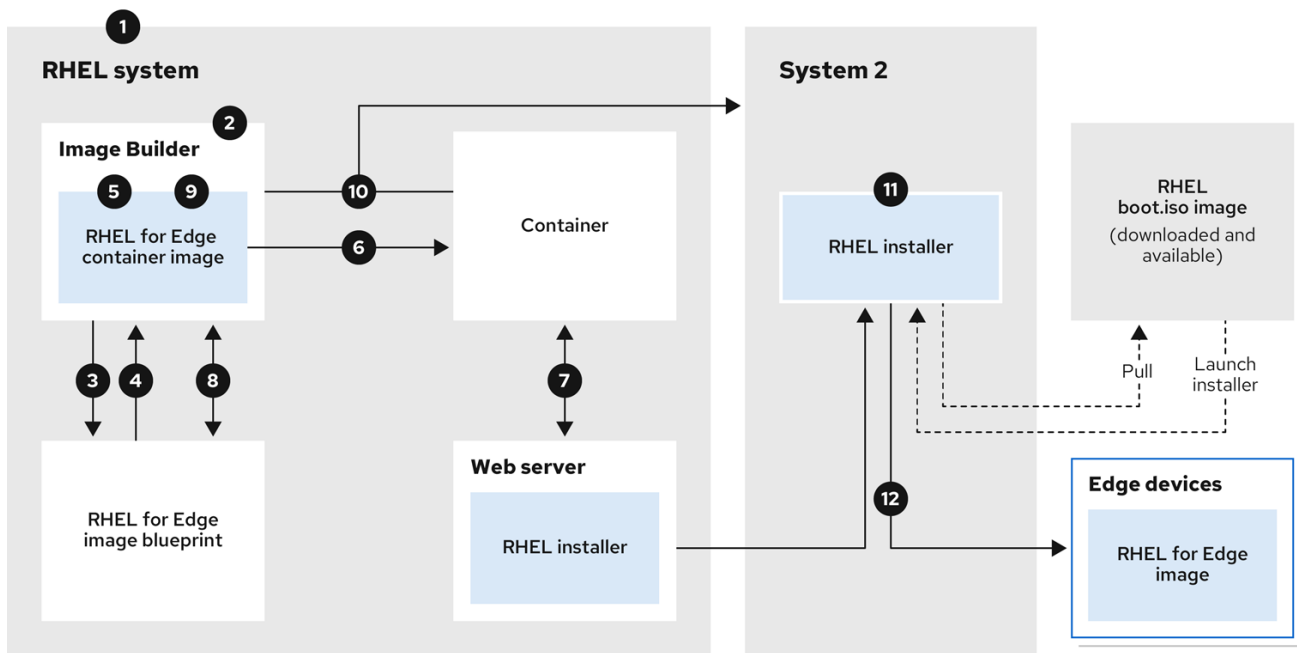 1
RHEL system
System 2
2
Image Builder
5
9
RHEL for Edge
container image
10
6
Container
11
RHEL installer
RHEL
boot.iso image
(downloaded and
available)
3
4
8
7
Pull
Launch
installer
RHEL for Edge
image blueprint
Web server
RHEL installer
12
Edge devices
RHEL for Edge
image